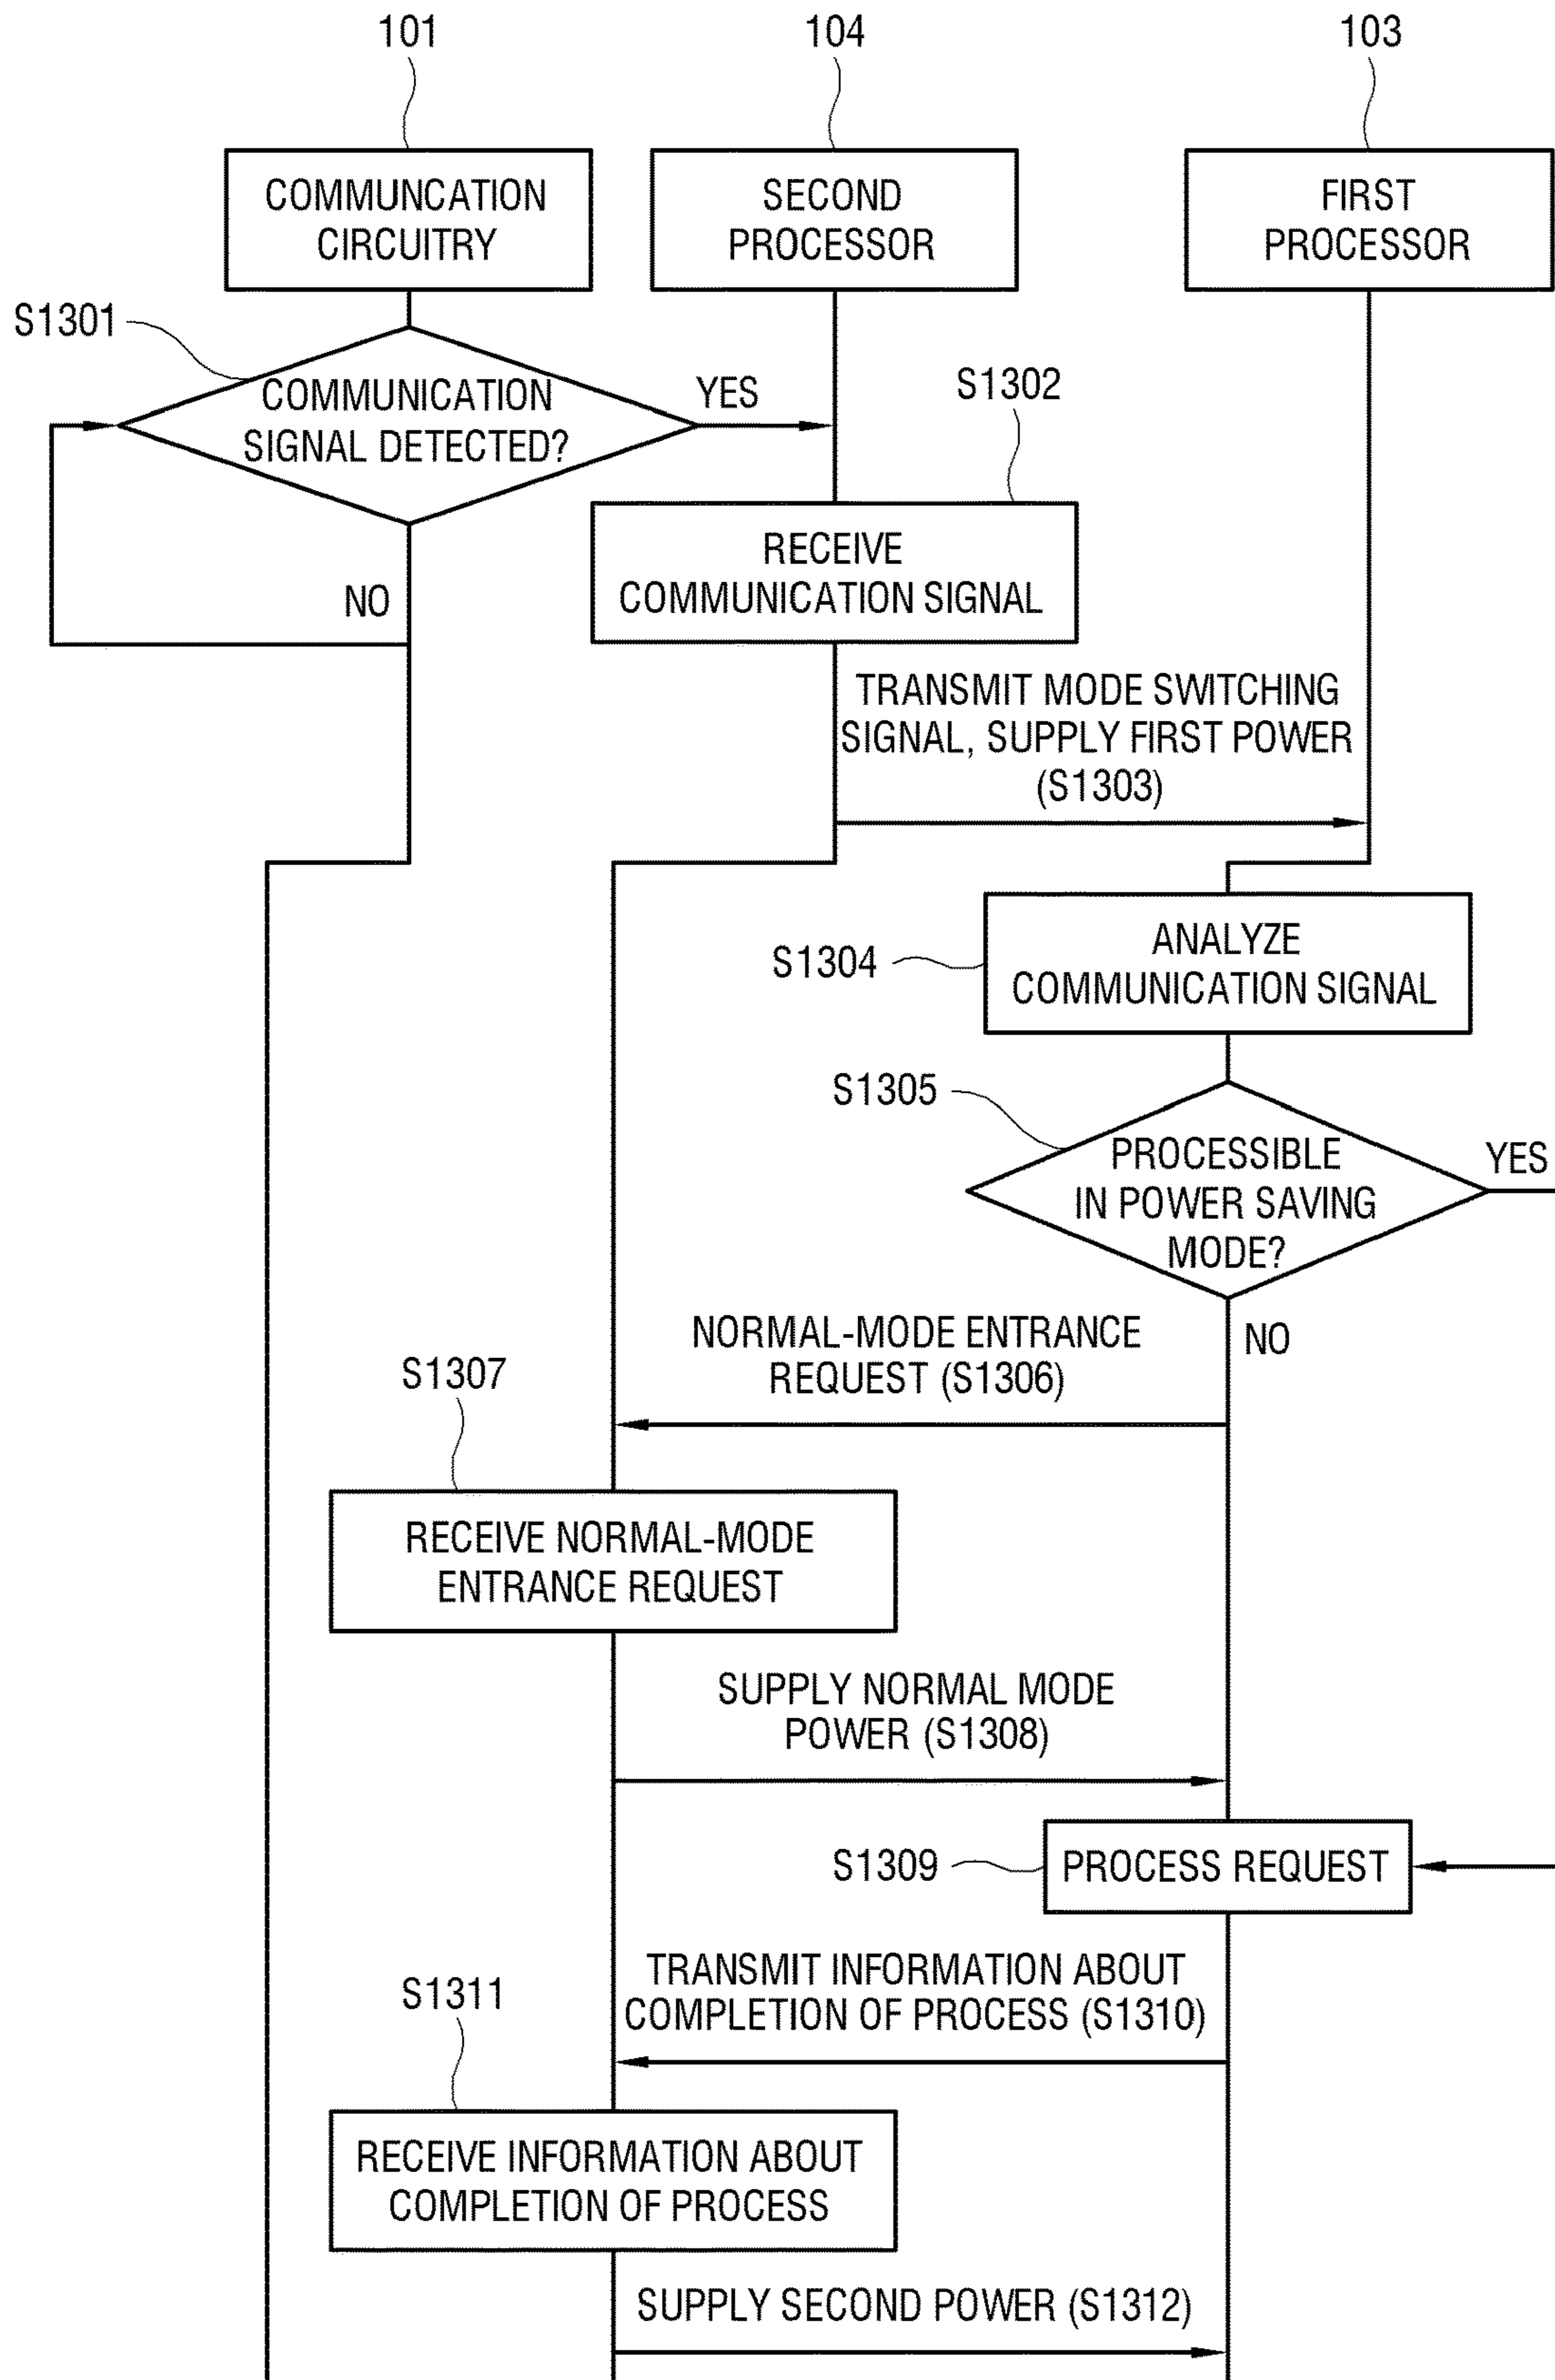 101
104
103
COMMUNCATION
CIRCUITRY
SECOND
PROCESSOR
FIRST
PROCESSOR
S1301
COMMUNICATION
SIGNAL DETECTED?
YES
NO
S1302
RECEIVE
COMMUNICATION SIGNAL
TRANSMIT MODE SWITCHING
SIGNAL, SUPPLY FIRST POWER
(S1303)
S1304
ANALYZE
COMMUNICATION SIGNAL
S1305
PROCESSIBLE
IN POWER SAVING
MODE?
YES
NO
NORMAL-MODE ENTRANCE
REQUEST (S1306)
S1307
RECEIVE NORMAL-MODE
ENTRANCE REQUEST
SUPPLY NORMAL MODE
POWER (S1308)
S1309
PROCESS REQUEST
TRANSMIT INFORMATION ABOUT
COMPLETION OF PROCESS (S1310)
S1311
RECEIVE INFORMATION ABOUT
COMPLETION OF PROCESS
SUPPLY SECOND POWER (S1312)